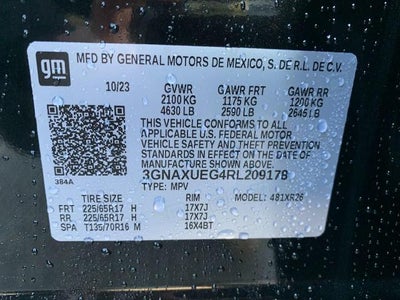 gm
MFD BY GENERAL MOTORS DE MÉXICO, S. DE R.L. DE C.V.
10/23 GVWR GAWR FRT GAWR RR
2100 KG 1175 KG 1200 KG
4630 LB 2590 LB 2645 LB
THIS VEHICLE CONFORMS TO ALL
APPLICABLE U.S. FEDERAL MOTOR
VEHICLE SAFETY AND THEFT
PREVENTION STANDARDS IN EFFECT
ON THE DATE OF MANUFACTURE
SHOWN ABOVE.
3GNAXUEG4RL209178
384A TYPE: MPV
TIRE SIZE RIM MODEL: 481XR26
FRT 225/65R17 H 17X7J
RR 225/65R17 H 17X7J
SPA T135/70R16 M 16X4BT